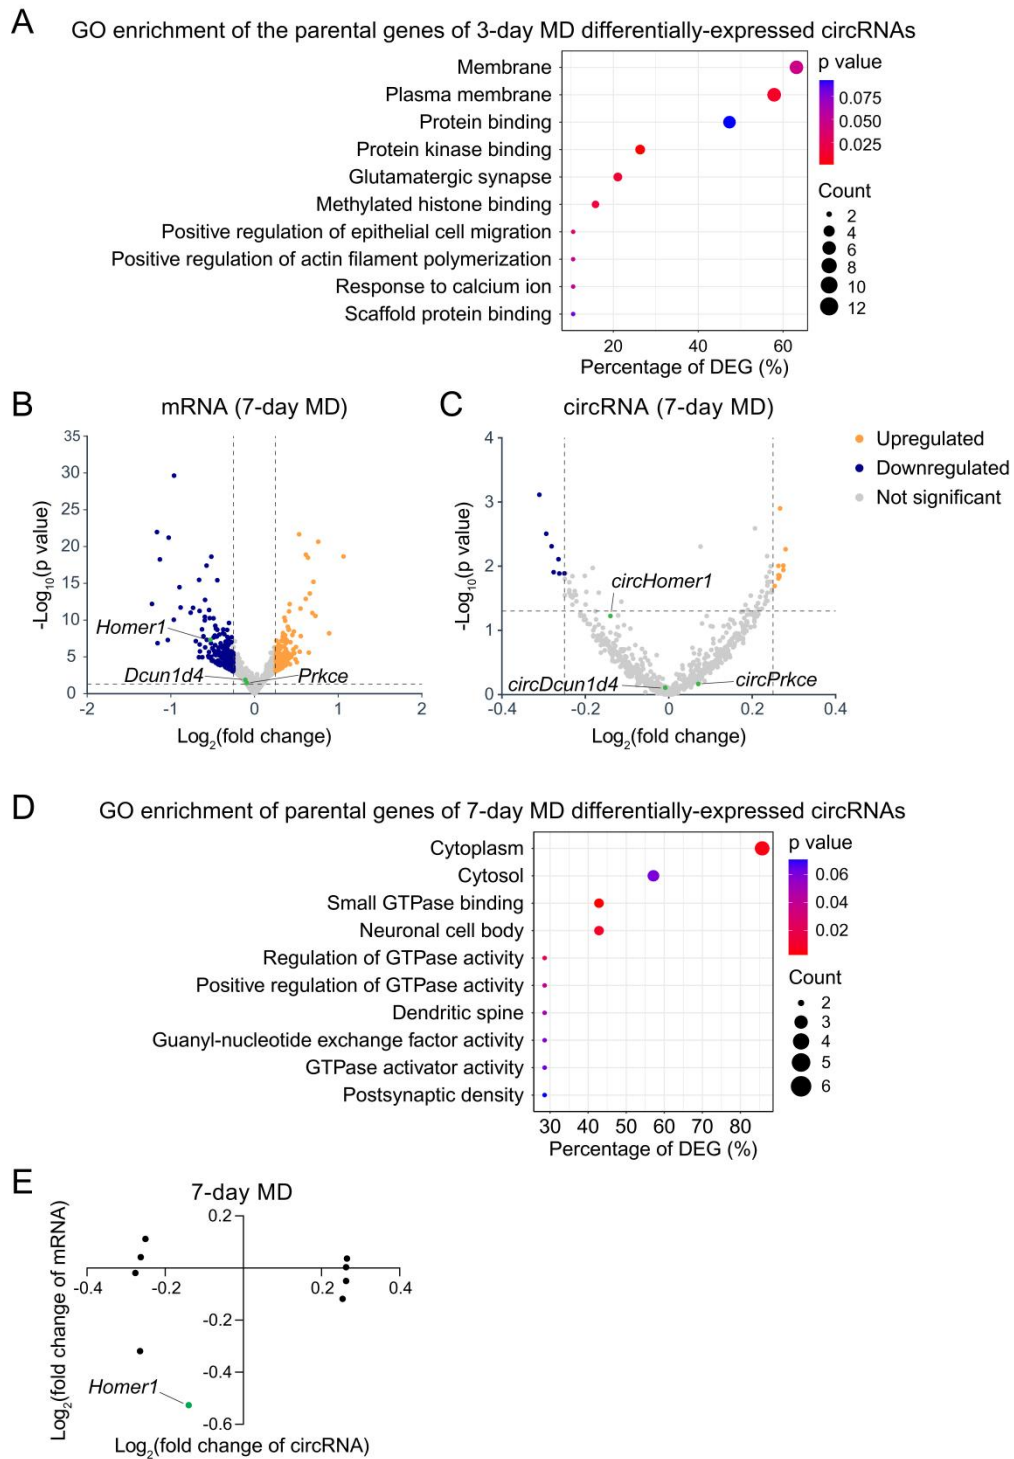 A
GO enrichment of the parental genes of 3-day MD differentially-expressed circRNAs
Membrane
Plasma membrane
Protein binding
Protein kinase binding
Glutamatergic synapse
Methylated histone binding
Positive regulation of epithelial cell migration
Positive regulation of actin filament polymerization
Response to calcium ion
Scaffold protein binding
20 40 60
Percentage of DEG (%)
p value
0.075
0.050
0.025
Count
2
4
6
8
10
12
B
mRNA (7-day MD)
35
30
25
20
15
10
5
0
-Log10(p value)
Homer1
Dcun1d4
Prkce
-2 -1 0 1 2
Log2(fold change)
C
circRNA (7-day MD)
4
3
2
1
0
-Log10(p value)
circHomer1
circDcun1d4
circPrkce
-0.4 -0.2 0 0.2 0.4
Log2(fold change)
Upregulated
Downregulated
Not significant
D
GO enrichment of parental genes of 7-day MD differentially-expressed circRNAs
Cytoplasm
Cytosol
Small GTPase binding
Neuronal cell body
Regulation of GTPase activity
Positive regulation of GTPase activity
Dendritic spine
Guanyl-nucleotide exchange factor activity
GTPase activator activity
Postsynaptic density
30 40 50 60 70 80
Percentage of DEG (%)
p value
0.06
0.04
0.02
Count
2
3
4
5
6
E
7-day MD
Log2(fold change of mRNA)
0.2
-0.4 -0.2 0.2 0.4
-0.2
-0.4
-0.6
Homer1
Log2(fold change of circRNA)